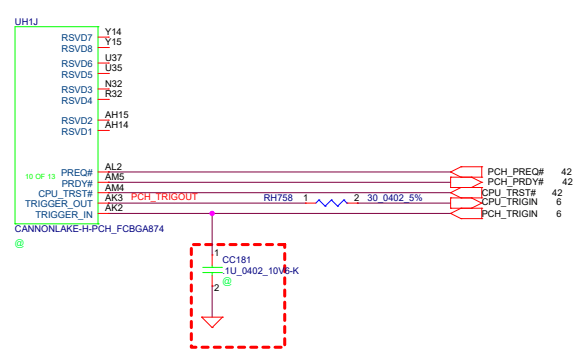 UH1J
RSVD7 Y14
RSVD8 Y15
RSVD6 U37
RSVD5 U35
RSVD3 N32
RSVD4 R32
RSVD2 AH15
RSVD1 AH14
10 OF 13 PREQ# AL2 PCH_PREQ# 42
PRDY# AM5 PCH_PRDY# 42
CPU_TRST# AM4 CPU_TRST# 42
TRIGGER_OUT AK3 PCH_TRIGOUT RH758 1 2 30_0402_5% CPU_TRIGIN 6
TRIGGER_IN AK2 PCH_TRIGIN 6
CANNONLAKE-H-PCH_FCBGA874
@
1
CC181
.1U_0402_10V6-K
@
2